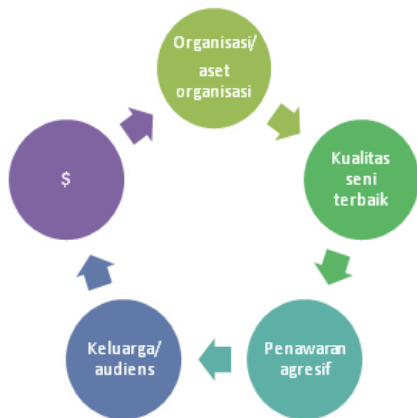 Organisasi/
aset
organisasi
Kualitas
seni
terbaik
Penawaran
agresif
Keluarga/
audiens
$